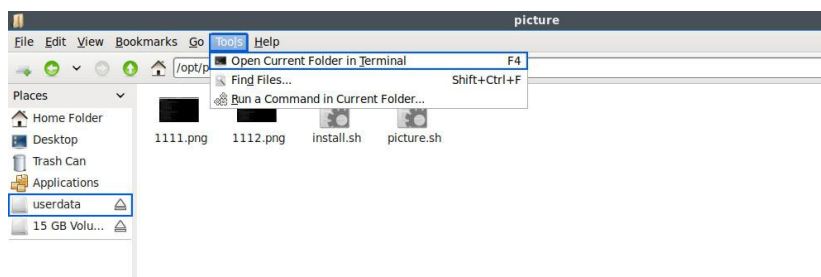 picture
File Edit View Bookmarks Go Tools Help
/opt/p
Open Current Folder in Terminal F4
Find Files... Shift+Ctrl+F
Run a Command in Current Folder...
Places
Home Folder
Desktop
Trash Can
Applications
userdata
15 GB Volu...
1111.png 1112.png install.sh picture.sh